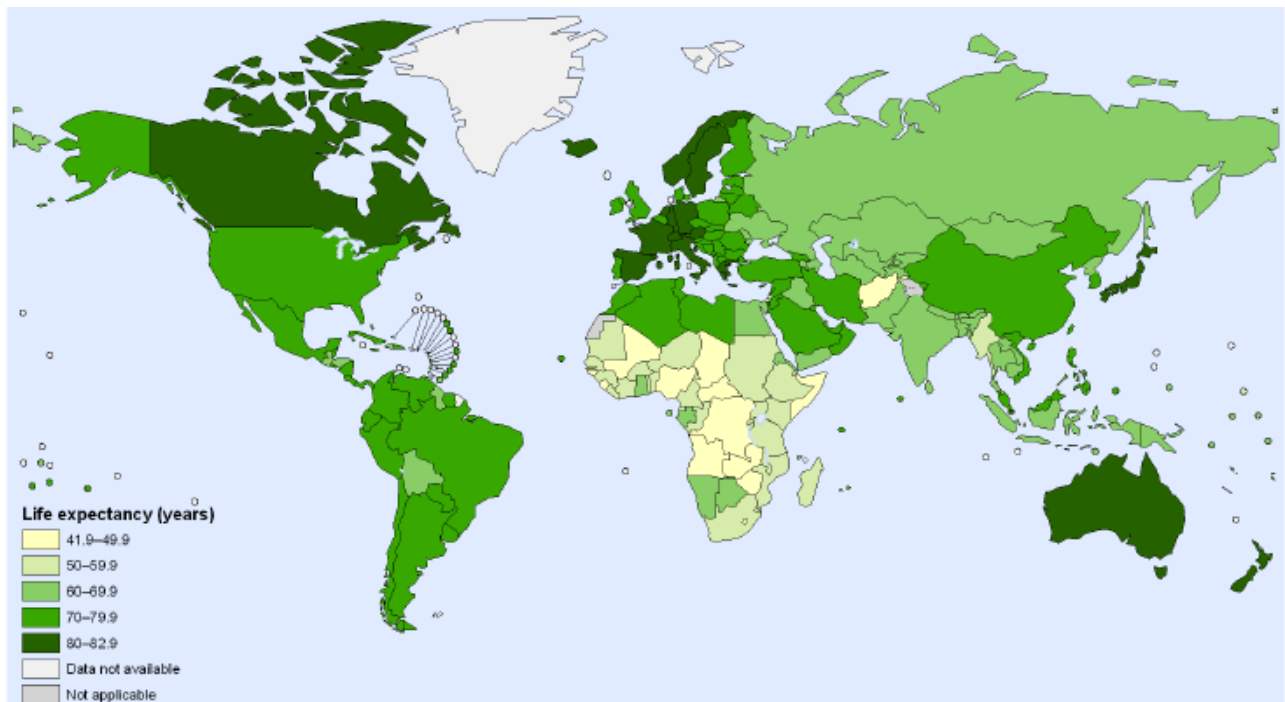 Life expectancy (years)
41.9–49.9
50–59.9
60–69.9
70–79.9
80–82.9
Data not available
Not applicable